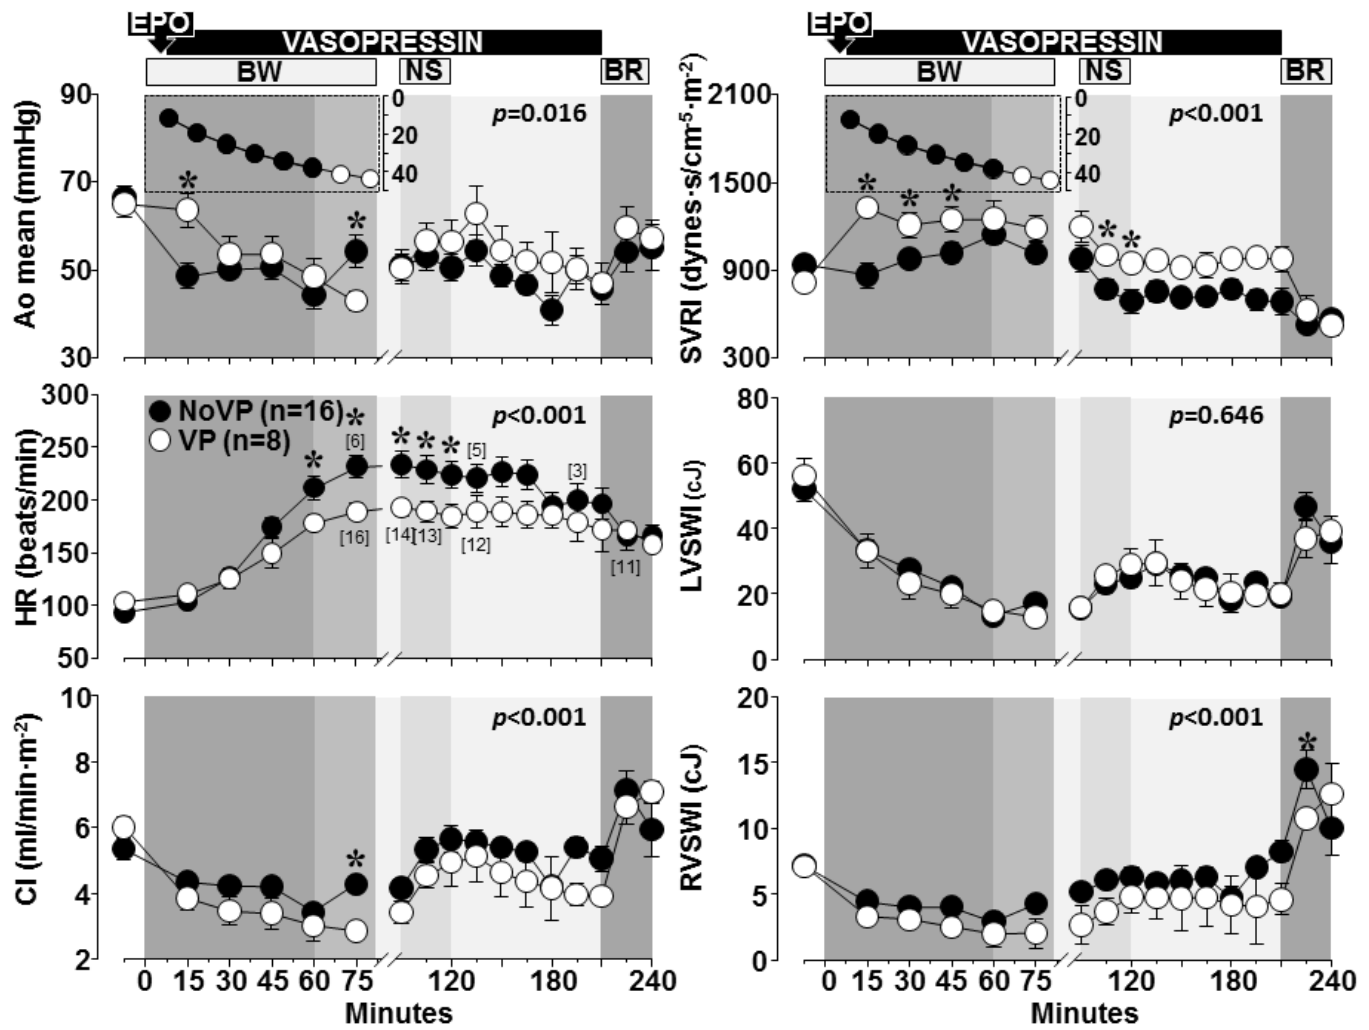 EPO
VASOPRESSIN
BW
NS
BR
Ao mean (mmHg)
90
70
50
30
0
20
40
*
*
p=0.016
EPO
VASOPRESSIN
BW
NS
BR
SVRI (dynes·s/cm⁻⁵·m⁻²)
2100
1500
900
300
0
20
40
*
*
*
*
*
p<0.001
HR (beats/min)
300
250
200
150
100
50
NoVP (n=16)
VP (n=8)
*
*
[6]
*
*
*
[5]
[3]
[16]
[14]
[13]
[12]
[11]
p<0.001
LVSWI (cJ)
80
60
40
20
0
p=0.646
CI (ml/min·m⁻²)
10
8
6
4
2
*
p<0.001
0 15 30 45 60 75 120 180 240
Minutes
RVSWI (cJ)
20
15
10
5
0
*
p<0.001
0 15 30 45 60 75 120 180 240
Minutes